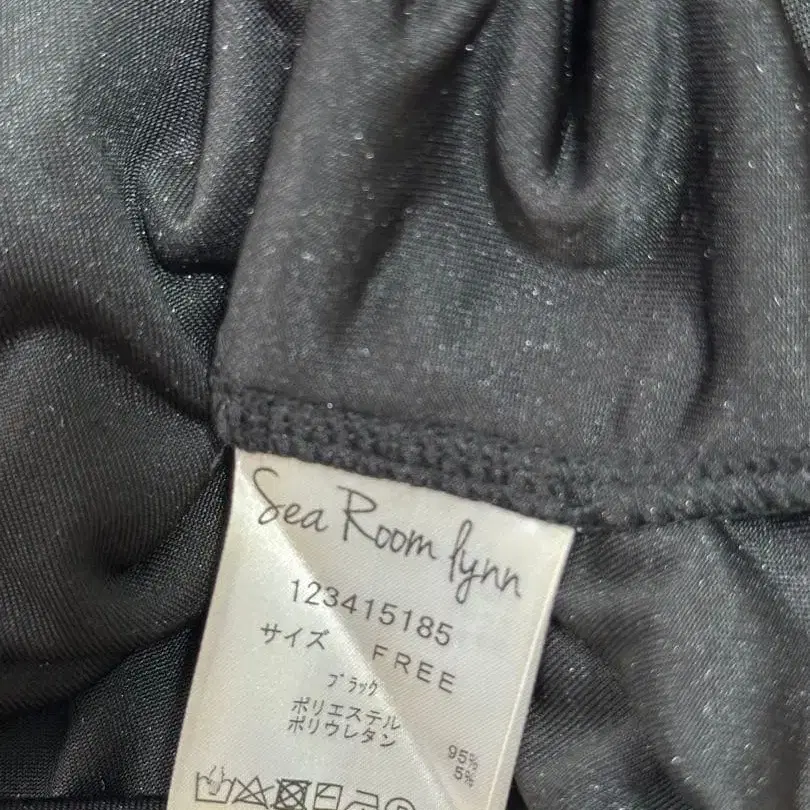 Sea Room lynn
123415185
サイズ FREE
ブラック
ポリエステル 95%
ポリウレタン 5%